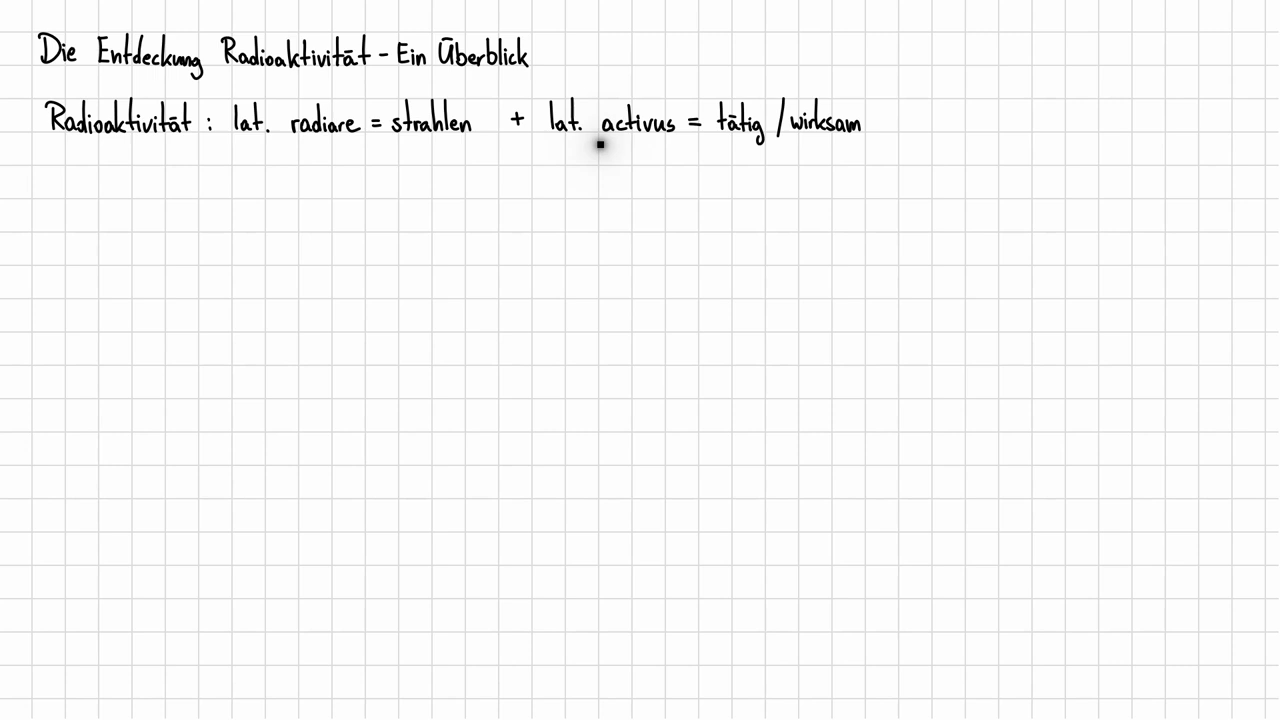 Die Entdeckung Radioaktivität - Ein Überblick
Radioaktivität : lat. radiare = strahlen + lat. activus = tätig / wirksam